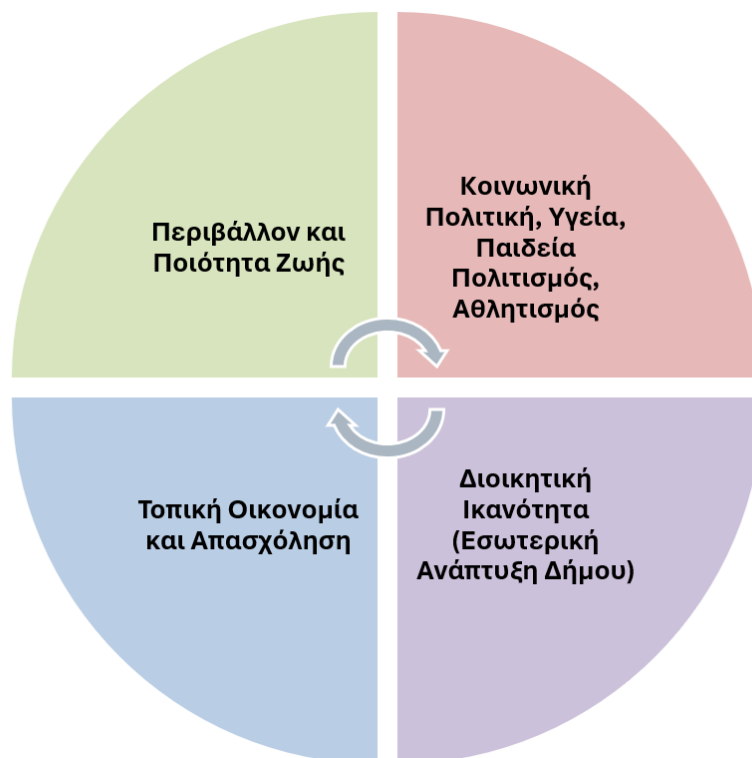 Περιβάλλον και
Ποιότητα Ζωής
Κοινωνική
Πολιτική, Υγεία,
Παιδεία
Πολιτισμός,
Αθλητισμός
Τοπική Οικονομία
και Απασχόληση
Διοικητική
Ικανότητα
(Εσωτερική
Ανάπτυξη Δήμου)